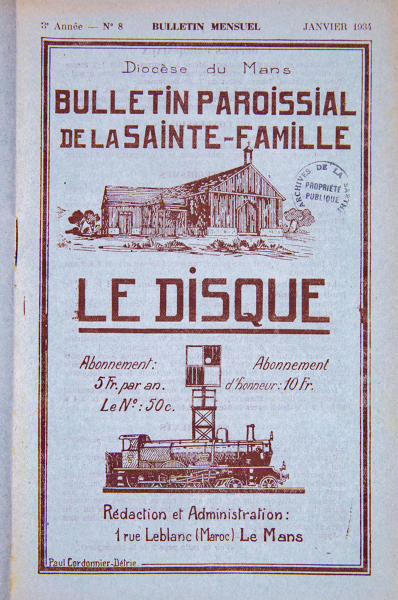 3e Année — N° 8 BULLETIN MENSUEL JANVIER 1934
Diocèse du Mans
BULLETIN PAROISSIAL
DE LA SAINTE-FAMILLE
ARCHIVES DE LA SARTHE
PROPRIÉTÉ
PUBLIQUE
LE DISQUE
Abonnement: Abonnement
5 Fr. par an. d'honneur: 10 Fr.
Le N°: 50c.
Rédaction et Administration:
1 rue Leblanc (Maroc) Le Mans
Paul Cordonnier-Détrie